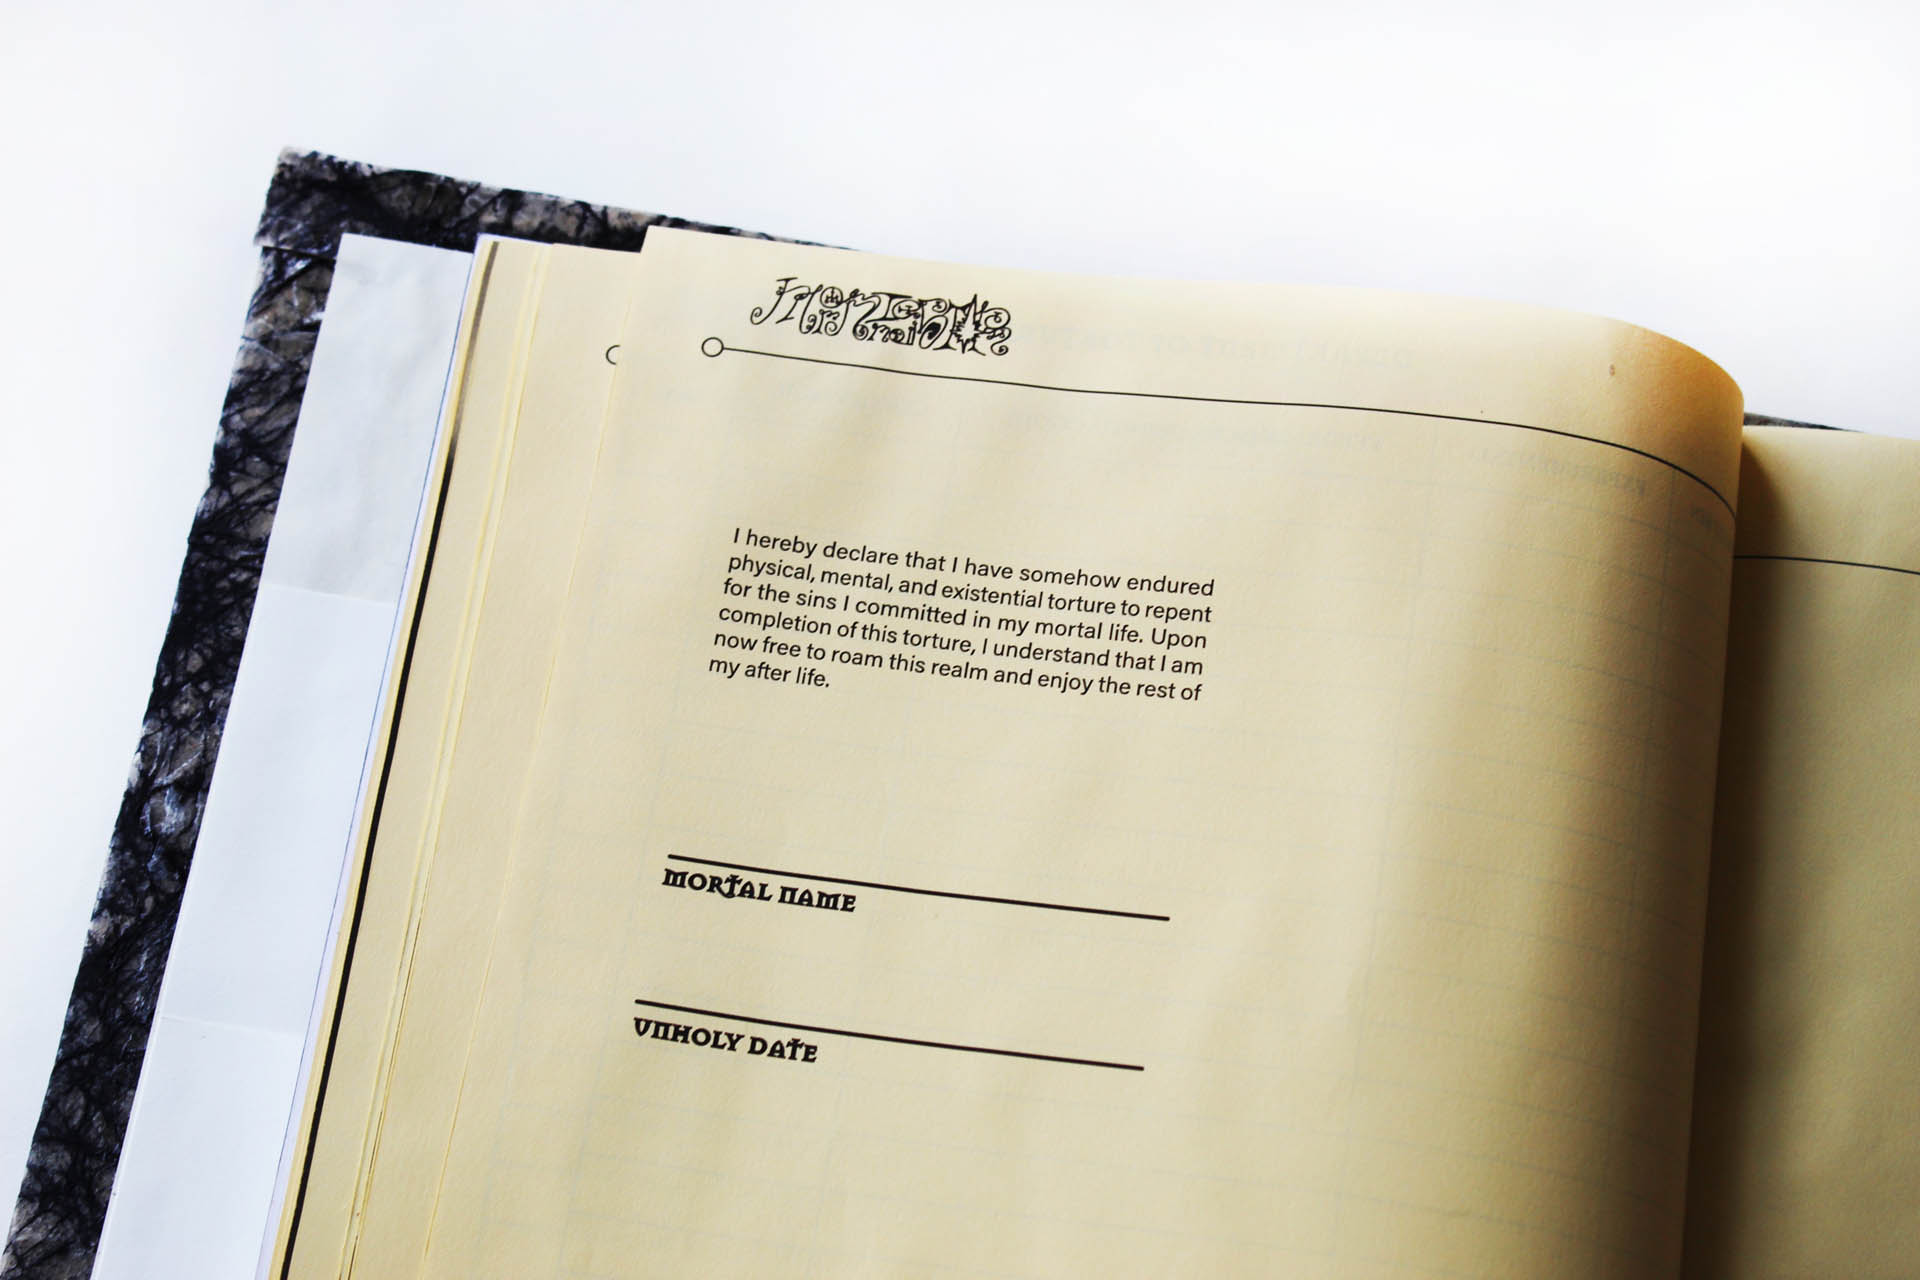 I hereby declare that I have somehow endured
physical, mental, and existential torture to repent
for the sins I committed in my mortal life. Upon
completion of this torture, I understand that I am
now free to roam this realm and enjoy the rest of
my after life.
MORTAL NAME
UNHOLY DATE